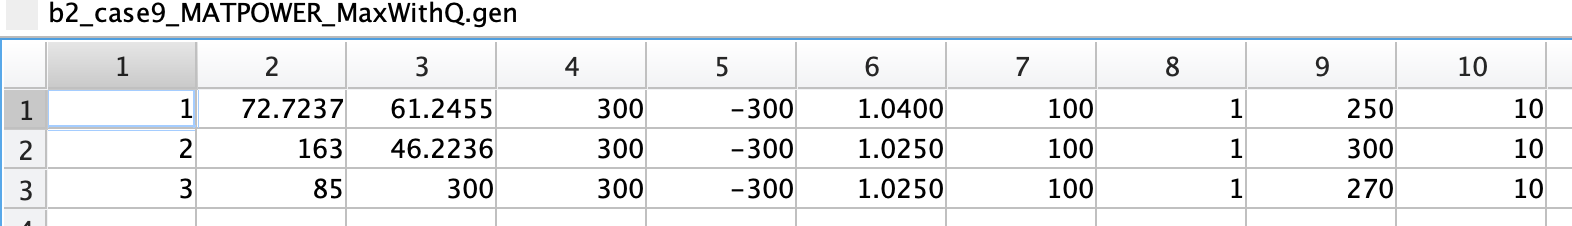 b2_case9_MATPOWER_MaxWithQ.gen
1 2 3 4 5 6 7 8 9 10
1 1 72.7237 61.2455 300 -300 1.0400 100 1 250 10
2 2 163 46.2236 300 -300 1.0250 100 1 300 10
3 3 85 300 300 -300 1.0250 100 1 270 10